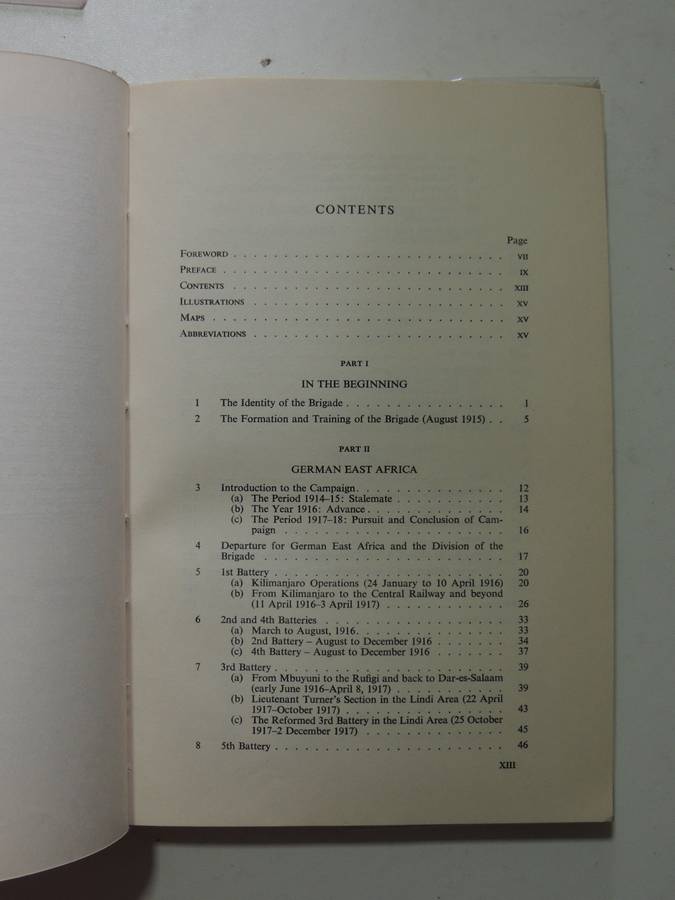 CONTENTS
Page
FOREWORD . . . . . . . . . . . . . . . . . . . . . . . . VII
PREFACE . . . . . . . . . . . . . . . . . . . . . . . . IX
CONTENTS . . . . . . . . . . . . . . . . . . . . . . . . XIII
ILLUSTRATIONS . . . . . . . . . . . . . . . . . . . . . . XV
MAPS . . . . . . . . . . . . . . . . . . . . . . . . . XV
ABBREVIATIONS . . . . . . . . . . . . . . . . . . . . . . XV
PART I
IN THE BEGINNING
1 The Identity of the Brigade . . . . . . . . . . . . . . . . 1
2 The Formation and Training of the Brigade (August 1915) . . 5
PART II
GERMAN EAST AFRICA
3 Introduction to the Campaign . . . . . . . . . . . . . . . 12
(a) The Period 1914–15: Stalemate . . . . . . . . . . . 13
(b) The Year 1916: Advance . . . . . . . . . . . . . . 14
(c) The Period 1917–18: Pursuit and Conclusion of Cam-
paign . . . . . . . . . . . . . . . . . . . . . 16
4 Departure for German East Africa and the Division of the
Brigade . . . . . . . . . . . . . . . . . . . . . . 17
5 1st Battery . . . . . . . . . . . . . . . . . . . . . . . 20
(a) Kilimanjaro Operations (24 January to 10 April 1916) 20
(b) From Kilimanjaro to the Central Railway and beyond
(11 April 1916–3 April 1917) . . . . . . . . . . . . 26
6 2nd and 4th Batteries . . . . . . . . . . . . . . . . . . 33
(a) March to August, 1916 . . . . . . . . . . . . . . . 33
(b) 2nd Battery – August to December 1916 . . . . . . . 34
(c) 4th Battery – August to December 1916 . . . . . . . 37
7 3rd Battery . . . . . . . . . . . . . . . . . . . . . . . 39
(a) From Mbuyuni to the Rufigi and back to Dar-es-Salaam
(early June 1916–April 8, 1917) . . . . . . . . . . . 39
(b) Lieutenant Turner's Section in the Lindi Area (22 April
1917–October 1917) . . . . . . . . . . . . . . . . 43
(c) The Reformed 3rd Battery in the Lindi Area (25 October
1917–2 December 1917) . . . . . . . . . . . . . . 45
8 5th Battery . . . . . . . . . . . . . . . . . . . . . . . 46
XIII